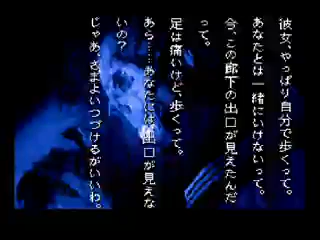 彼女、やっぱり自分で歩くって。
あなたとは一緒にいけないって。
今、この廊下の出口が見えたんだ
って。
足は痛いけど、歩くって。
あら……あなたには、出口が見えな
いの？
じゃあ、さまよいつづけるがいいわ。